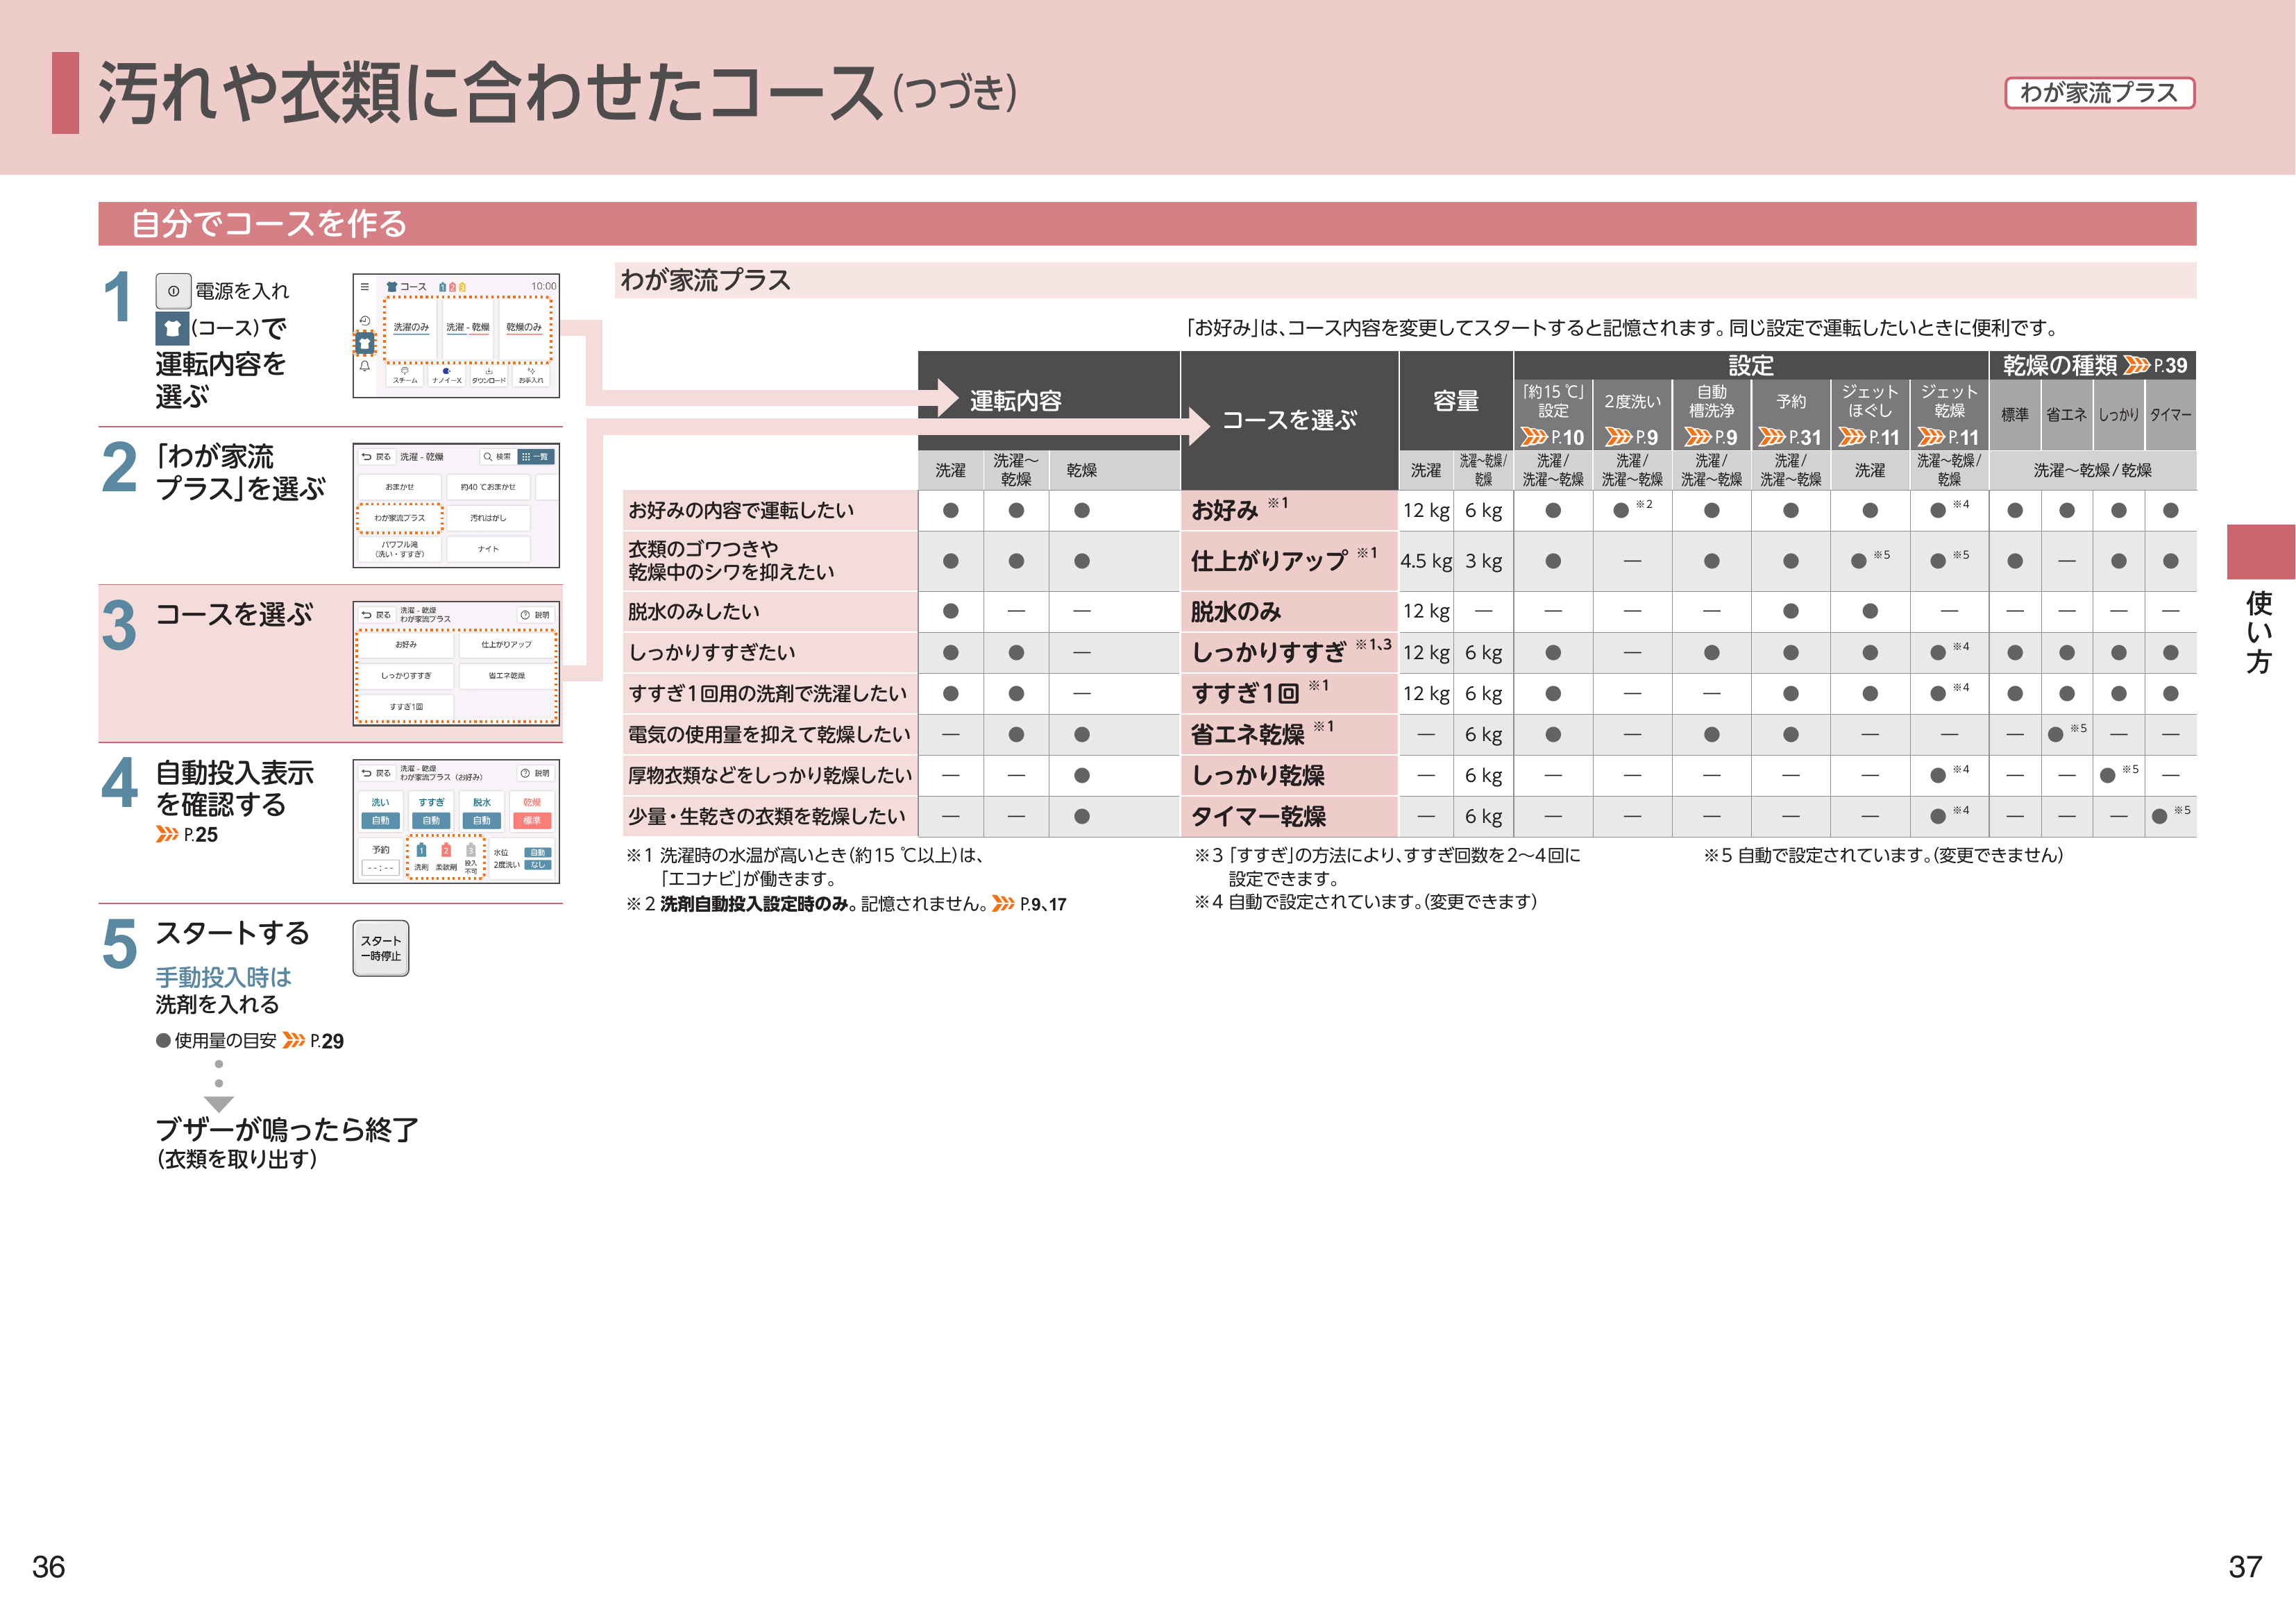 汚れや衣類に合わせたコース(つづき)
わが家流プラス
自分でコースを作る
1
電源を入れ
(コース)で
運転内容を
選ぶ
コース 1 2 3 10:00
洗濯のみ 洗濯-乾燥 乾燥のみ
スチーム ナノイーX ダウンロード お手入れ
2
「わが家流
プラス」を選ぶ
戻る 洗濯-乾燥 検索 一覧
おまかせ 約40℃おまかせ
わが家流プラス 汚れはがし
パワフル滝
(洗い・すすぎ)
ナイト
3
コースを選ぶ
戻る 洗濯-乾燥
わが家流プラス
説明
お好み 仕上がりアップ
しっかりすすぎ 省エネ乾燥
すすぎ1回
4
自動投入表示
を確認する
P.25
戻る 洗濯-乾燥
わが家流プラス(お好み)
説明
洗い すすぎ 脱水 乾燥
自動 自動 自動 標準
予約 1 2 3 水位 自動
--:-- 洗剤 柔軟剤 投入
不可
2度洗い なし
5
スタートする
スタート
一時停止
手動投入時は
洗剤を入れる
●使用量の目安 P.29
ブザーが鳴ったら終了
(衣類を取り出す)
わが家流プラス
「お好み」は、コース内容を変更してスタートすると記憶されます。同じ設定で運転したいときに便利です。
運転内容 コースを選ぶ 容量 設定 乾燥の種類 P.39
「約15℃」
設定
P.10
2度洗い
P.9
自動
槽洗浄
P.9
予約
P.31
ジェット
ほぐし
P.11
ジェット
乾燥
P.11
標準 省エネ しっかり タイマー
洗濯 洗濯～
乾燥
乾燥
洗濯 洗濯～乾燥/
乾燥
洗濯/
洗濯～乾燥
洗濯/
洗濯～乾燥
洗濯/
洗濯～乾燥
洗濯/
洗濯～乾燥
洗濯
洗濯～乾燥/
乾燥
洗濯～乾燥/乾燥
お好みの内容で運転したい ● ● ● お好み ※1 12 kg 6 kg ● ●※2 ● ● ● ●※4 ● ● ● ●
衣類のゴワつきや
乾燥中のシワを抑えたい ● ● ● 仕上がりアップ ※1 4.5 kg 3 kg ● — ● ● ●※5 ●※5 ● — ● ●
脱水のみしたい ● — — 脱水のみ 12 kg — — — — ● ● — — — — —
しっかりすすぎたい ● ● — しっかりすすぎ ※1、3 12 kg 6 kg ● — ● ● ● ●※4 ● ● ● ●
すすぎ1回用の洗剤で洗濯したい ● ● — すすぎ1回 ※1 12 kg 6 kg ● — — ● ● ●※4 ● ● ● ●
電気の使用量を抑えて乾燥したい — ● ● 省エネ乾燥 ※1 — 6 kg ● — ● ● — — — ●※5 — —
厚物衣類などをしっかり乾燥したい — — ● しっかり乾燥 — 6 kg — — — — — ●※4 — — ●※5 —
少量・生乾きの衣類を乾燥したい — — ● タイマー乾燥 — 6 kg — — — — — ●※4 — — — ●※5
※1 洗濯時の水温が高いとき(約15 ℃以上)は、
「エコナビ」が働きます。
※2 洗剤自動投入設定時のみ。記憶されません。 P.9、17
※3 「すすぎ」の方法により、すすぎ回数を2～4回に
設定できます。
※4 自動で設定されています。(変更できます)
※5 自動で設定されています。(変更できません)
使い方
36
37